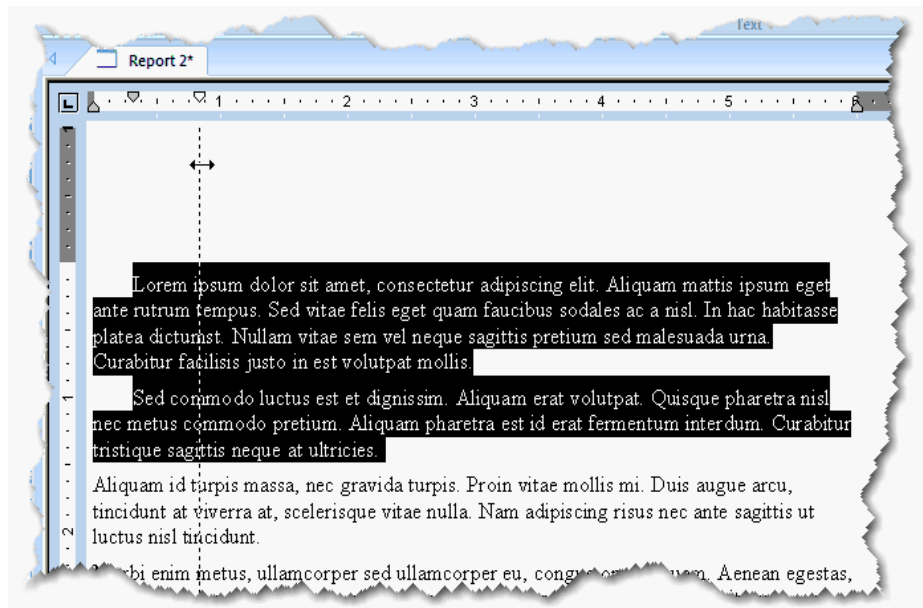 Text
Report 2*
L 1 2 3 4 5 6
Lorem ipsum dolor sit amet, consectetur adipiscing elit. Aliquam mattis ipsum eget
ante rutrum tempus. Sed vitae felis eget quam faucibus sodales ac a nisl. In hac habitasse
platea dictumst. Nullam vitae sem vel neque sagittis pretium sed malesuada urna.
Curabitur facilisis justo in est volutpat mollis.
Sed commodo luctus est et dignissim. Aliquam erat volutpat. Quisque pharetra nisl
1
nec metus commodo pretium. Aliquam pharetra est id erat fermentum interdum. Curabitur
tristique sagittis neque at ultricies.
Aliquam id turpis massa, nec gravida turpis. Proin vitae mollis mi. Duis augue arcu,
tincidunt at viverra at, scelerisque vitae nulla. Nam adipiscing risus nec ante sagittis ut
2
luctus nisl tincidunt.
enim metus, ullamcorper sed ullamcorper eu, Aenean egestas,